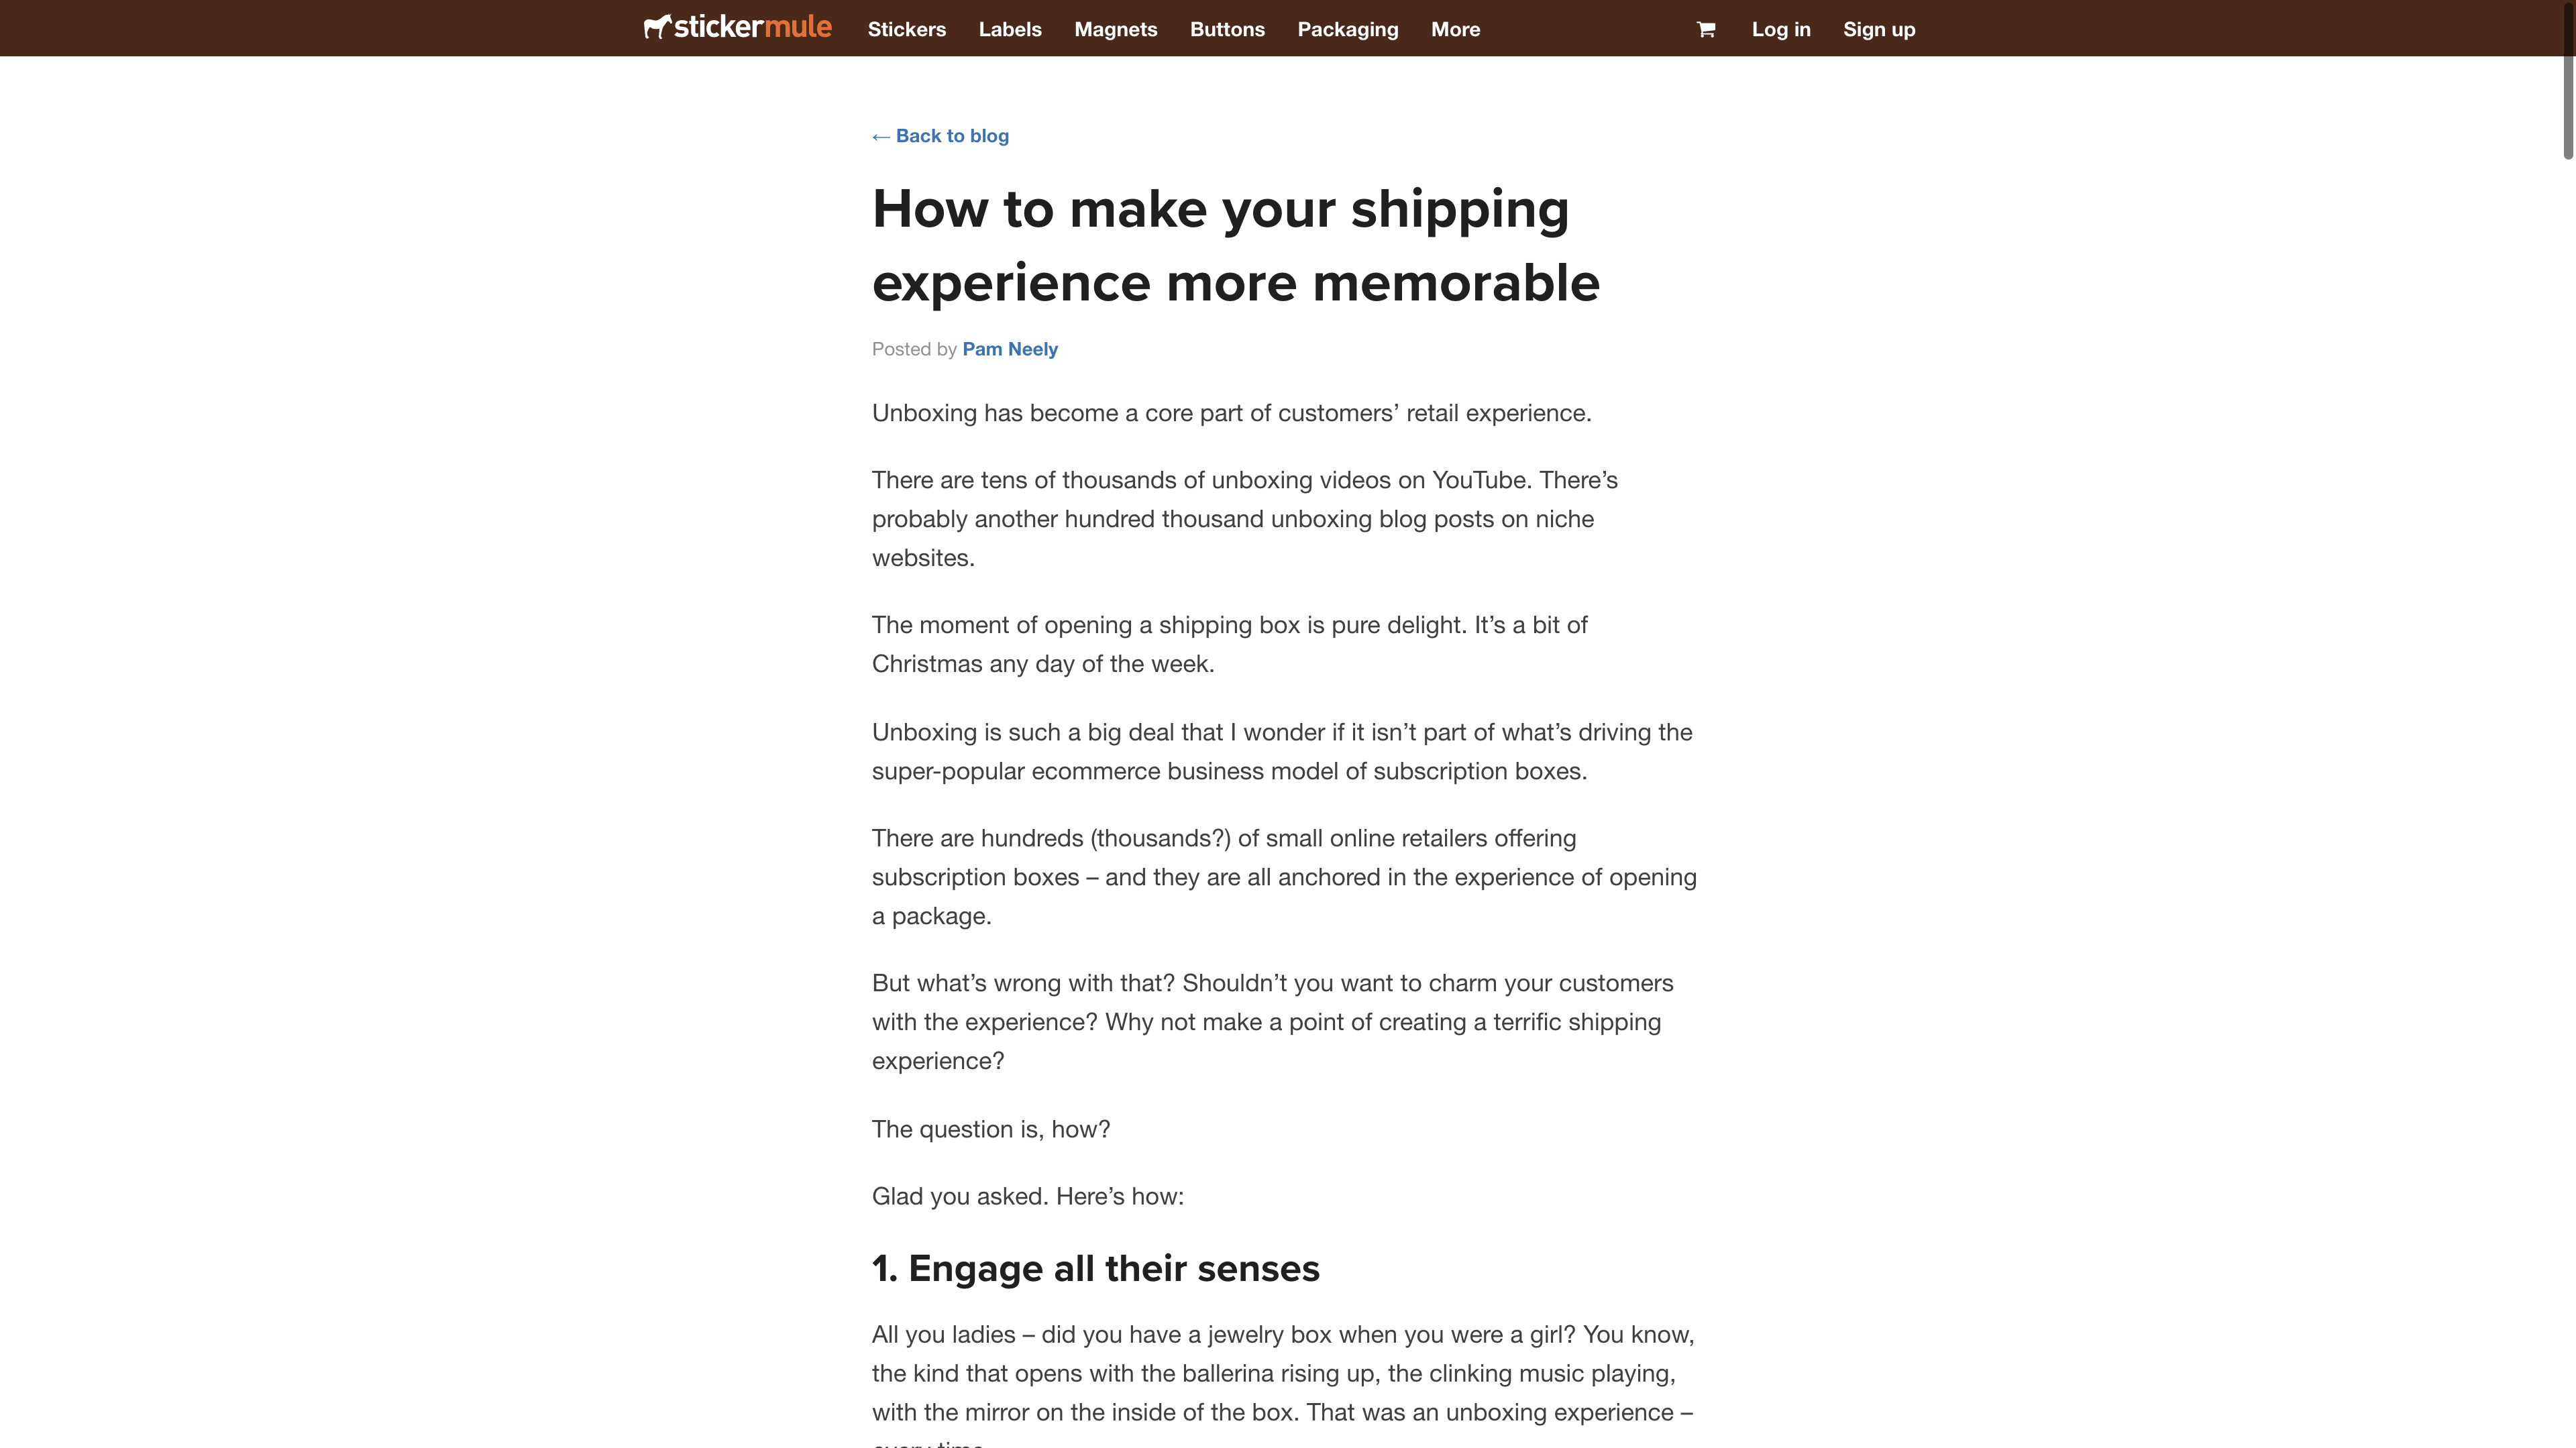 stickermule Stickers Labels Magnets Buttons Packaging More Log in Sign up
← Back to blog
How to make your shipping
experience more memorable
Posted by Pam Neely
Unboxing has become a core part of customers’ retail experience.
There are tens of thousands of unboxing videos on YouTube. There’s
probably another hundred thousand unboxing blog posts on niche
websites.
The moment of opening a shipping box is pure delight. It’s a bit of
Christmas any day of the week.
Unboxing is such a big deal that I wonder if it isn’t part of what’s driving the
super-popular ecommerce business model of subscription boxes.
There are hundreds (thousands?) of small online retailers offering
subscription boxes – and they are all anchored in the experience of opening
a package.
But what’s wrong with that? Shouldn’t you want to charm your customers
with the experience? Why not make a point of creating a terrific shipping
experience?
The question is, how?
Glad you asked. Here’s how:
1. Engage all their senses
All you ladies – did you have a jewelry box when you were a girl? You know,
the kind that opens with the ballerina rising up, the clinking music playing,
with the mirror on the inside of the box. That was an unboxing experience –
every time